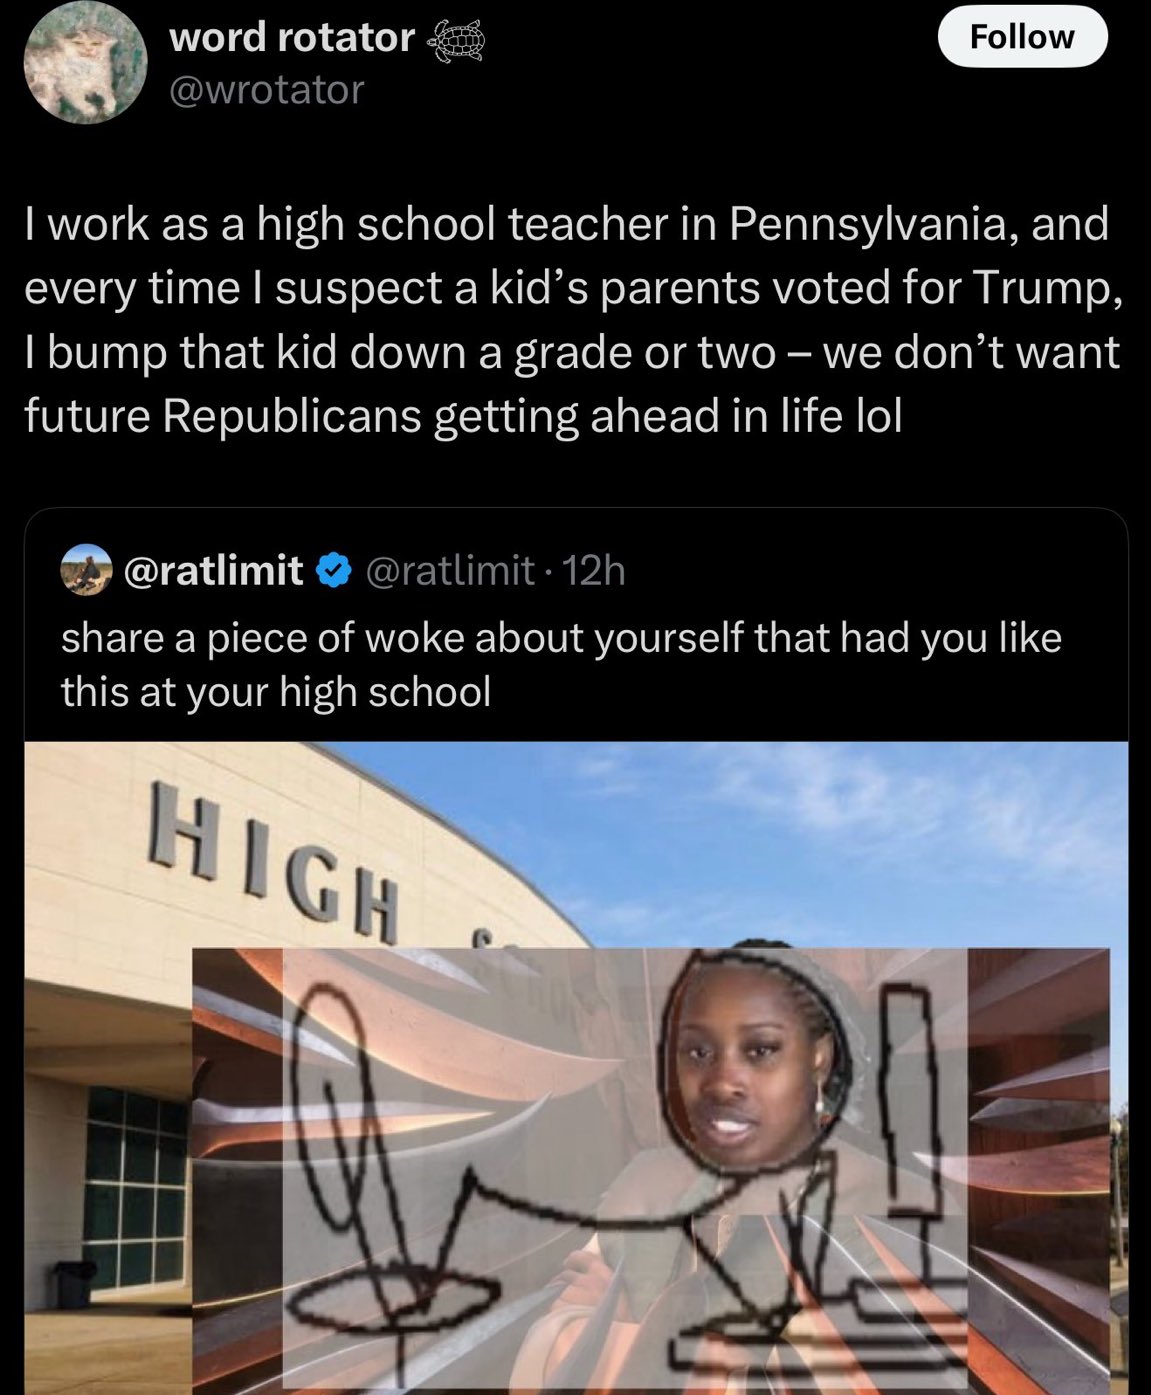 word rotator
@wrotator
Follow
I work as a high school teacher in Pennsylvania, and
every time I suspect a kid’s parents voted for Trump,
I bump that kid down a grade or two – we don’t want
future Republicans getting ahead in life lol
@ratlimit @ratlimit · 12h
share a piece of woke about yourself that had you like
this at your high school
HIGH